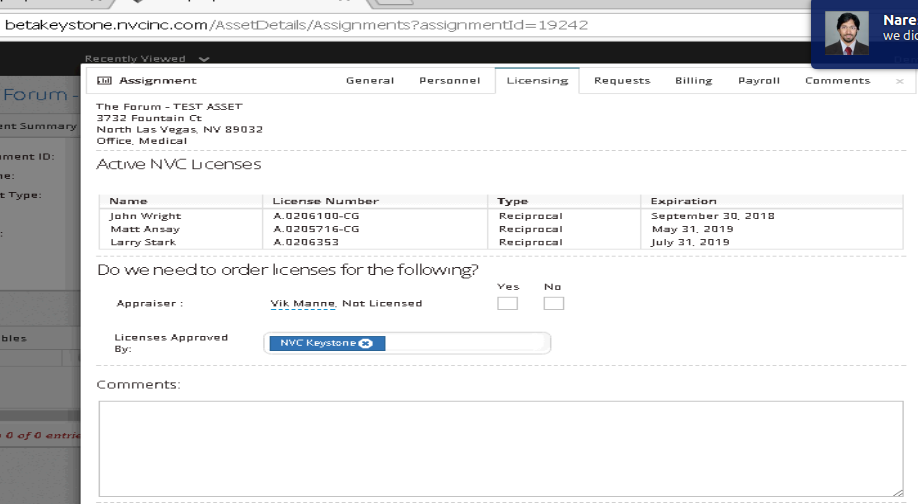 betakeystone.nvcinc.com/AssetDetails/Assignments?assignmentId=19242
Nare
we did
Recently Viewed
Assignment General Personnel Licensing Requests Billing Payroll Comments ×
Forum -
ent Summary
nment ID:
ne:
t Type:
:
The Forum - TEST ASSET
3732 Fountain Ct
North Las Vegas, NV 89032
Office, Medical
Active NVC Licenses
Name License Number Type Expiration
John Wright A.0206100-CG Reciprocal September 30, 2018
Matt Ansay A.0205716-CG Reciprocal May 31, 2019
Larry Stark A.0206353 Reciprocal July 31, 2019
Do we need to order licenses for the following?
Yes No
Appraiser : Vik Manne, Not Licensed
Licenses Approved
By:
NVC Keystone
bles
Comments:
0 of 0 entrie